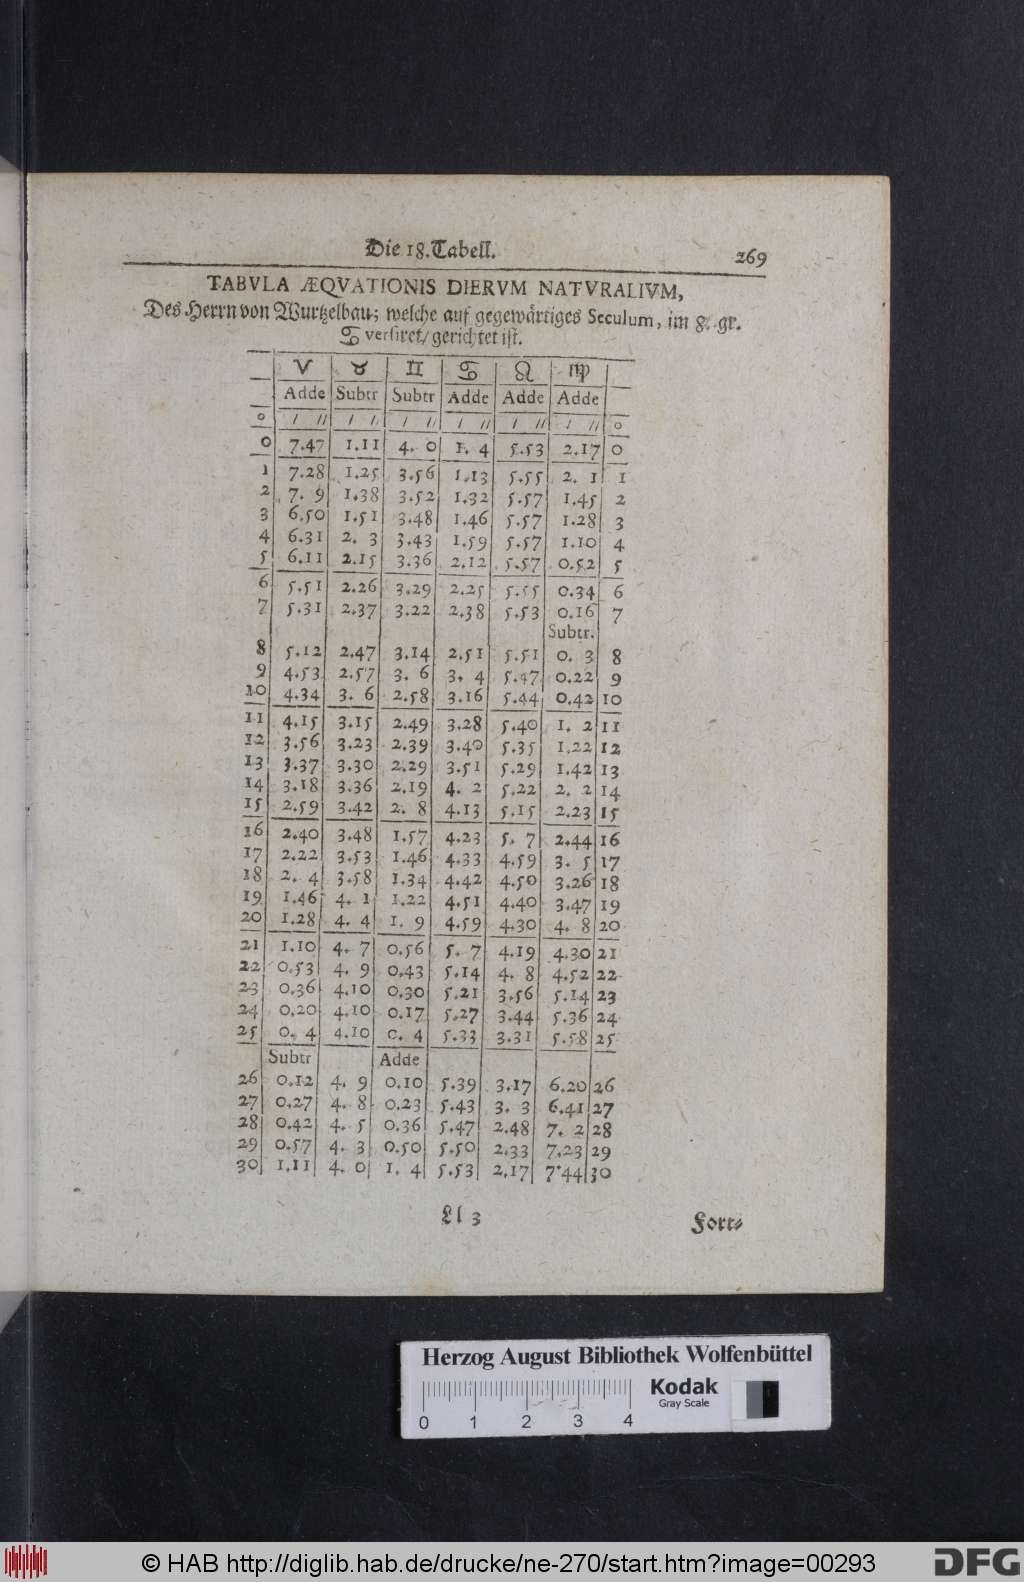 Die 18. Tabell. 269
TABVLA ÆQVATIONIS DIERVM NATVRALIVM,
Des Herrn von Wurtzelbau; welche auf gegewärtiges Seculum, im 8. gr.
♋ versiret/ gerichtet ist.
♈ ♉ ♊ ♋ ♌ ♍
Adde Subtr Subtr Adde Adde Adde
0 / // / // / // / // / // / // 0
0 7.47 1.11 4. 0 1. 4 5.53 2.17 0
1 7.28 1.25 3.56 1.13 5.55 2. 1 1
2 7. 9 1.38 3.52 1.32 5.57 1.45 2
3 6.50 1.51 3.48 1.46 5.57 1.28 3
4 6.31 2. 3 3.43 1.59 5.57 1.10 4
5 6.11 2.15 3.36 2.12 5.57 0.52 5
6 5.51 2.26 3.29 2.25 5.55 0.34 6
7 5.31 2.37 3.22 2.38 5.53 0.16 7
Subtr.
8 5.12 2.47 3.14 2.51 5.51 0. 3 8
9 4.53 2.57 3. 6 3. 4 5.47 0.22 9
10 4.34 3. 6 2.58 3.16 5.44 0.42 10
11 4.15 3.15 2.49 3.28 5.40 1. 2 11
12 3.56 3.23 2.39 3.40 5.35 1.22 12
13 3.37 3.30 2.29 3.51 5.29 1.42 13
14 3.18 3.36 2.19 4. 2 5.22 2. 2 14
15 2.59 3.42 2. 8 4.13 5.15 2.23 15
16 2.40 3.48 1.57 4.23 5. 7 2.44 16
17 2.22 3.53 1.46 4.33 4.59 3. 5 17
18 2. 4 3.58 1.34 4.42 4.50 3.26 18
19 1.46 4. 1 1.22 4.51 4.40 3.47 19
20 1.28 4. 4 1. 9 4.59 4.30 4. 8 20
21 1.10 4. 7 0.56 5. 7 4.19 4.30 21
22 0.53 4. 9 0.43 5.14 4. 8 4.52 22
23 0.36 4.10 0.30 5.21 3.56 5.14 23
24 0.20 4.10 0.17 5.27 3.44 5.36 24
25 0. 4 4.10 0. 4 5.33 3.31 5.58 25
Subtr Adde
26 0.12 4. 9 0.10 5.39 3.17 6.20 26
27 0.27 4. 8 0.23 5.43 3. 3 6.41 27
28 0.42 4. 5 0.36 5.47 2.48 7. 2 28
29 0.57 4. 3 0.50 5.50 2.33 7.23 29
30 1.11 4. 0 1. 4 5.53 2.17 7.44 30
Ll 3 Fort=
Herzog August Bibliothek Wolfenbüttel
Kodak
Gray Scale
0 1 2 3 4
© HAB http://diglib.hab.de/drucke/ne-270/start.htm?image=00293
DFG